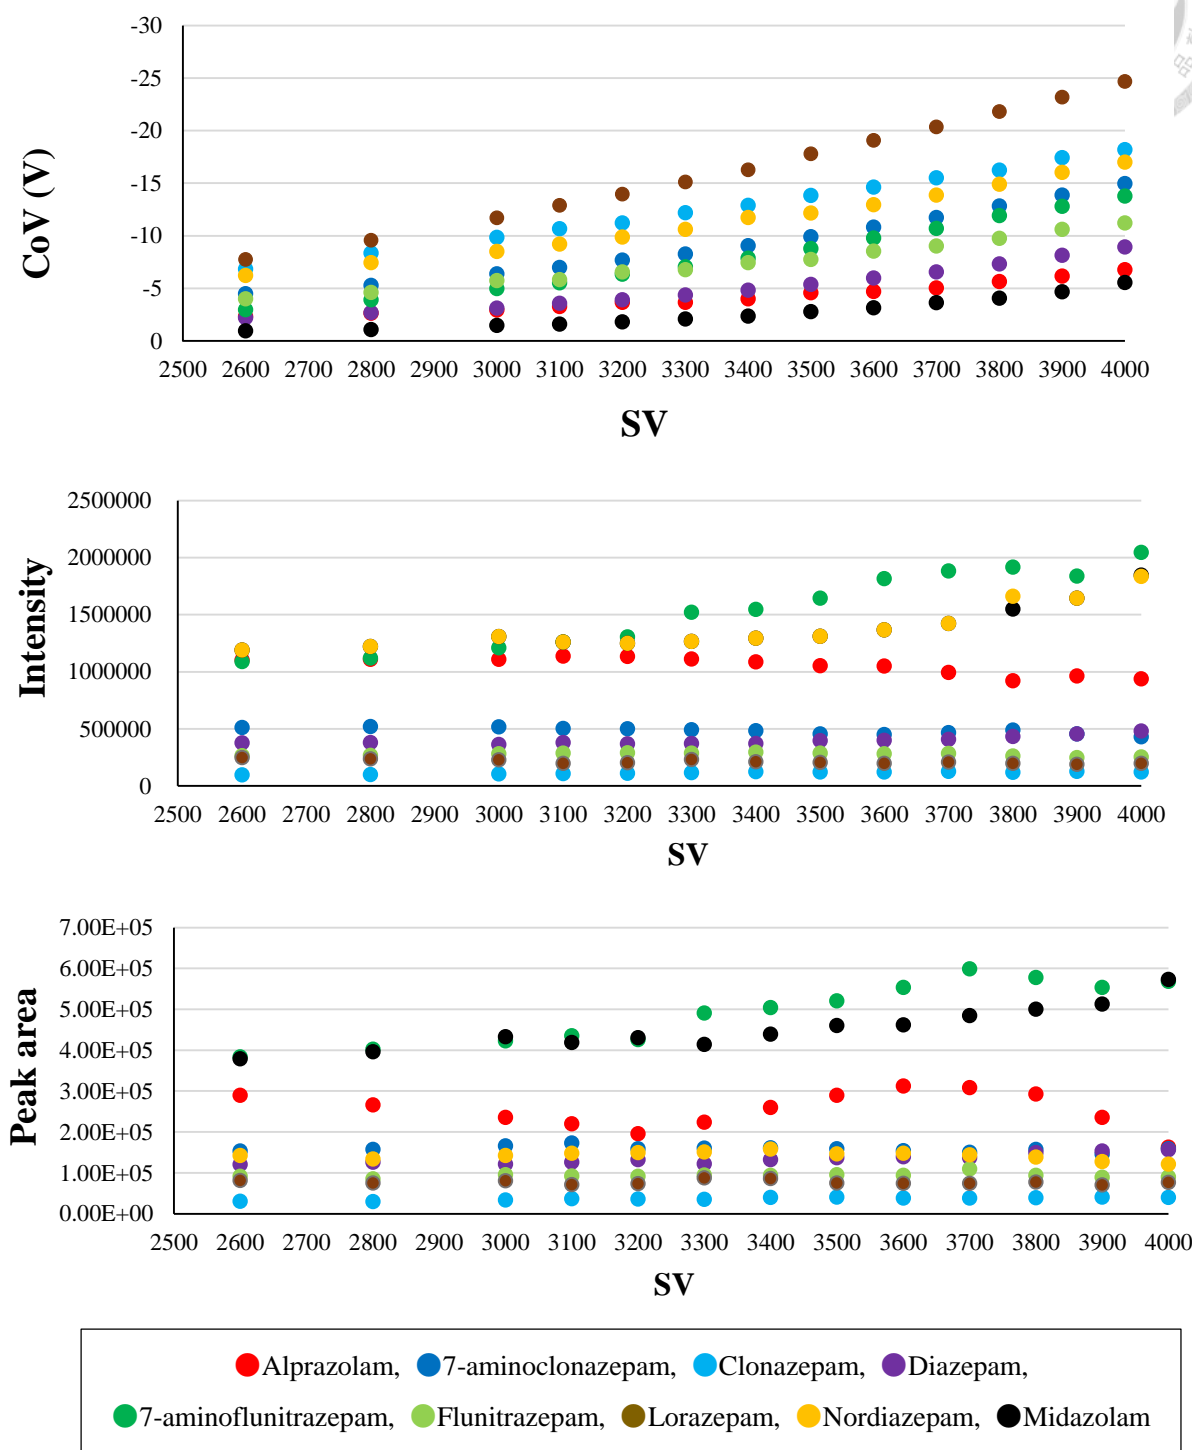 -30
-25
-20
-15
-10
-5
0
CoV (V)
2500 2600 2700 2800 2900 3000 3100 3200 3300 3400 3500 3600 3700 3800 3900 4000
SV
2500000
2000000
1500000
1000000
500000
0
Intensity
2500 2600 2700 2800 2900 3000 3100 3200 3300 3400 3500 3600 3700 3800 3900 4000
SV
7.00E+05
6.00E+05
5.00E+05
4.00E+05
3.00E+05
2.00E+05
1.00E+05
0.00E+00
Peak area
2500 2600 2700 2800 2900 3000 3100 3200 3300 3400 3500 3600 3700 3800 3900 4000
SV
Alprazolam, 7-aminoclonazepam, Clonazepam, Diazepam,
7-aminoflunitrazepam, Flunitrazepam, Lorazepam, Nordiazepam, Midazolam